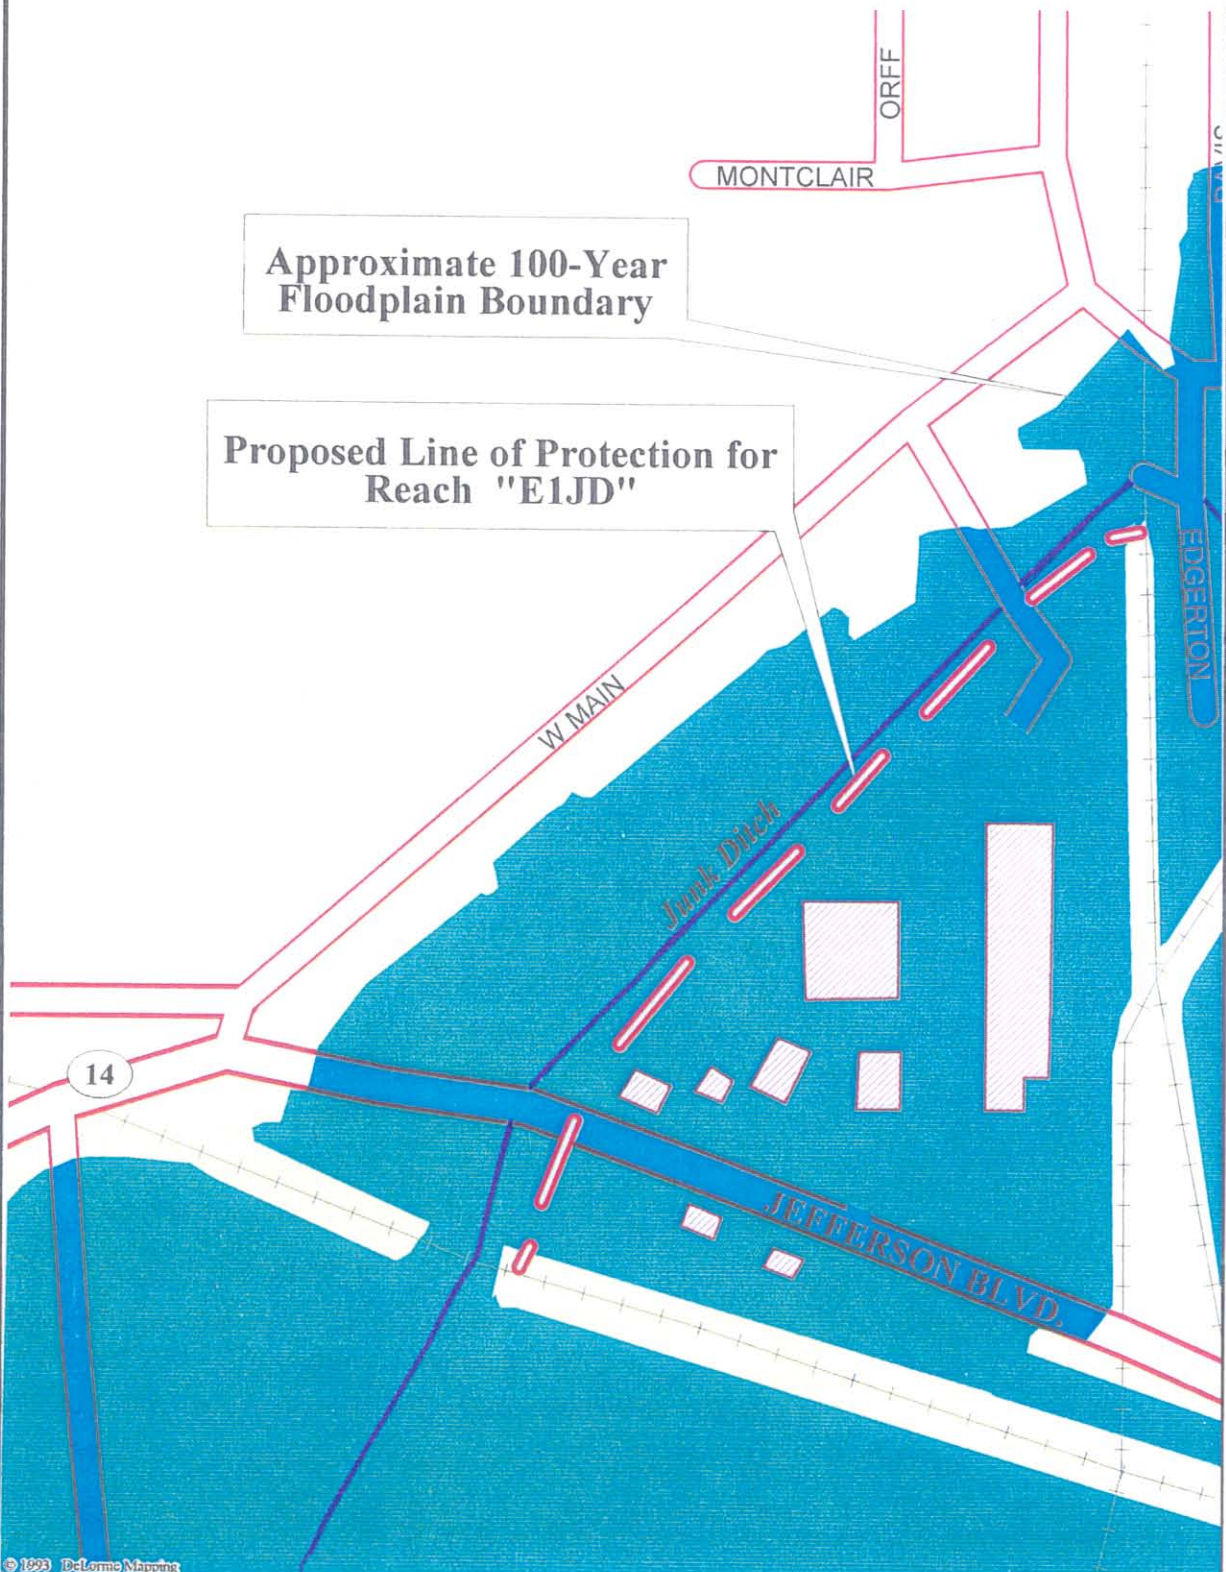 ORFF
MONTCLAIR
Approximate 100-Year
Floodplain Boundary
Proposed Line of Protection for
Reach "E1JD"
EDGERTON
W MAIN
Junk Ditch
14
JEFFERSON BLVD.
© 1993 DeLorme Mapping